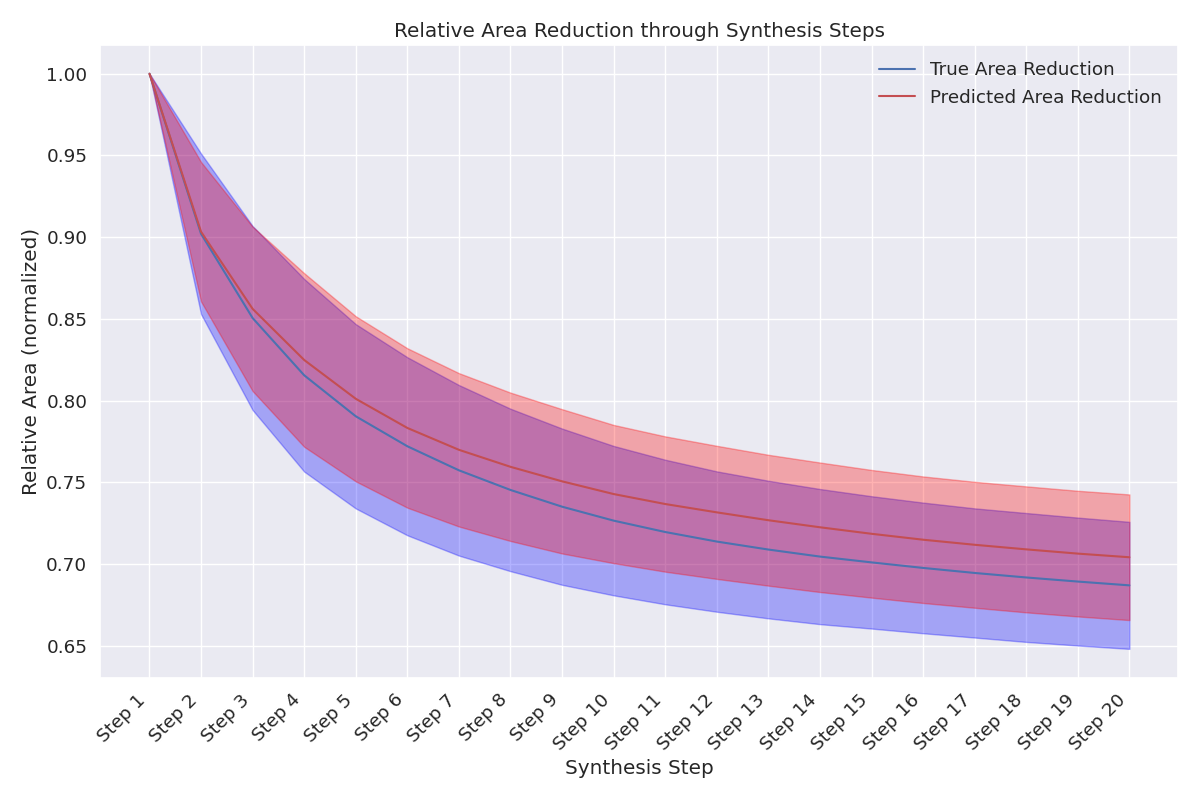 Relative Area Reduction through Synthesis Steps
True Area Reduction
Predicted Area Reduction
Relative Area (normalized)
1.00
0.95
0.90
0.85
0.80
0.75
0.70
0.65
Step 1
Step 2
Step 3
Step 4
Step 5
Step 6
Step 7
Step 8
Step 9
Step 10
Step 11
Step 12
Step 13
Step 14
Step 15
Step 16
Step 17
Step 18
Step 19
Step 20
Synthesis Step